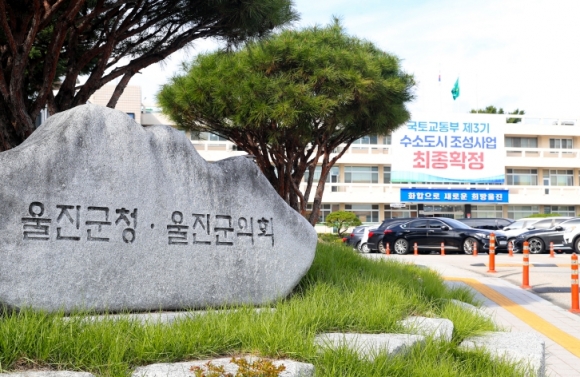 울진군청·울진군의회
국토교통부 제3기
수소도시 조성사업
최종확정
화합으로 새로운 희망울진